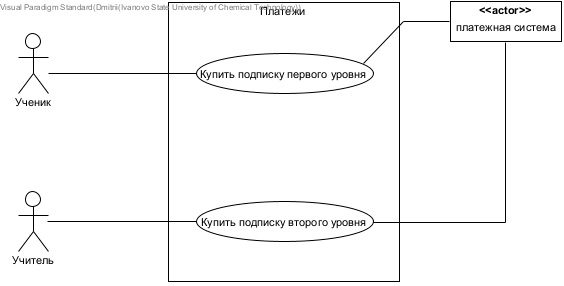 Visual Paradigm Standard(Dmitrii(Ivanovo State University of Chemical Technology))
Платежи
<<actor>>
платежная система
Купить подписку первого уровня
Ученик
Купить подписку второго уровня
Учитель